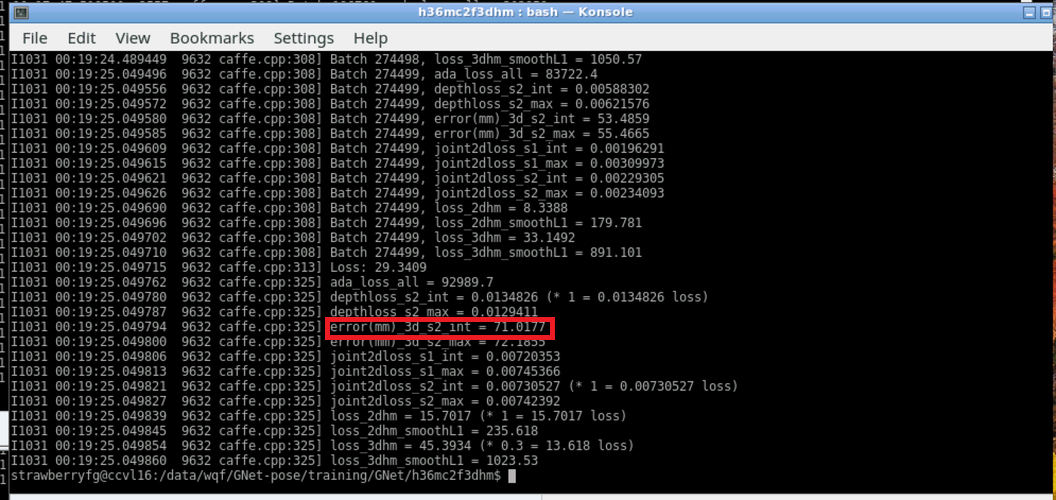 h36mc2f3dhm : bash — Konsole
File Edit View Bookmarks Settings Help
I1031 00:19:24.489449  9632 caffe.cpp:308] Batch 274498, loss_3dhm_smoothL1 = 1050.57
I1031 00:19:25.049496  9632 caffe.cpp:308] Batch 274499, ada_loss_all = 83722.4
I1031 00:19:25.049556  9632 caffe.cpp:308] Batch 274499, depthloss_s2_int = 0.00588302
I1031 00:19:25.049572  9632 caffe.cpp:308] Batch 274499, depthloss_s2_max = 0.00621576
I1031 00:19:25.049580  9632 caffe.cpp:308] Batch 274499, error(mm)_3d_s2_int = 53.4859
I1031 00:19:25.049585  9632 caffe.cpp:308] Batch 274499, error(mm)_3d_s2_max = 55.4665
I1031 00:19:25.049609  9632 caffe.cpp:308] Batch 274499, joint2dloss_s1_int = 0.00196291
I1031 00:19:25.049615  9632 caffe.cpp:308] Batch 274499, joint2dloss_s1_max = 0.00309973
I1031 00:19:25.049621  9632 caffe.cpp:308] Batch 274499, joint2dloss_s2_int = 0.00229305
I1031 00:19:25.049626  9632 caffe.cpp:308] Batch 274499, joint2dloss_s2_max = 0.00234093
I1031 00:19:25.049690  9632 caffe.cpp:308] Batch 274499, loss_2dhm = 8.3388
I1031 00:19:25.049696  9632 caffe.cpp:308] Batch 274499, loss_2dhm_smoothL1 = 179.781
I1031 00:19:25.049702  9632 caffe.cpp:308] Batch 274499, loss_3dhm = 33.1492
I1031 00:19:25.049710  9632 caffe.cpp:308] Batch 274499, loss_3dhm_smoothL1 = 891.101
I1031 00:19:25.049715  9632 caffe.cpp:313] Loss: 29.3409
I1031 00:19:25.049762  9632 caffe.cpp:325] ada_loss_all = 92989.7
I1031 00:19:25.049780  9632 caffe.cpp:325] depthloss_s2_int = 0.0134826 (* 1 = 0.0134826 loss)
I1031 00:19:25.049787  9632 caffe.cpp:325] depthloss_s2_max = 0.0129411
I1031 00:19:25.049794  9632 caffe.cpp:325] error(mm)_3d_s2_int = 71.0177
I1031 00:19:25.049800  9632 caffe.cpp:325] error(mm)_3d_s2_max = 72.1855
I1031 00:19:25.049806  9632 caffe.cpp:325] joint2dloss_s1_int = 0.00720353
I1031 00:19:25.049813  9632 caffe.cpp:325] joint2dloss_s1_max = 0.00745366
I1031 00:19:25.049821  9632 caffe.cpp:325] joint2dloss_s2_int = 0.00730527 (* 1 = 0.00730527 loss)
I1031 00:19:25.049827  9632 caffe.cpp:325] joint2dloss_s2_max = 0.00742392
I1031 00:19:25.049839  9632 caffe.cpp:325] loss_2dhm = 15.7017 (* 1 = 15.7017 loss)
I1031 00:19:25.049845  9632 caffe.cpp:325] loss_2dhm_smoothL1 = 235.618
I1031 00:19:25.049854  9632 caffe.cpp:325] loss_3dhm = 45.3934 (* 0.3 = 13.618 loss)
I1031 00:19:25.049860  9632 caffe.cpp:325] loss_3dhm_smoothL1 = 1023.53
strawberryfg@ccvl16:/data/wqf/GNet-pose/training/GNet/h36mc2f3dhm$